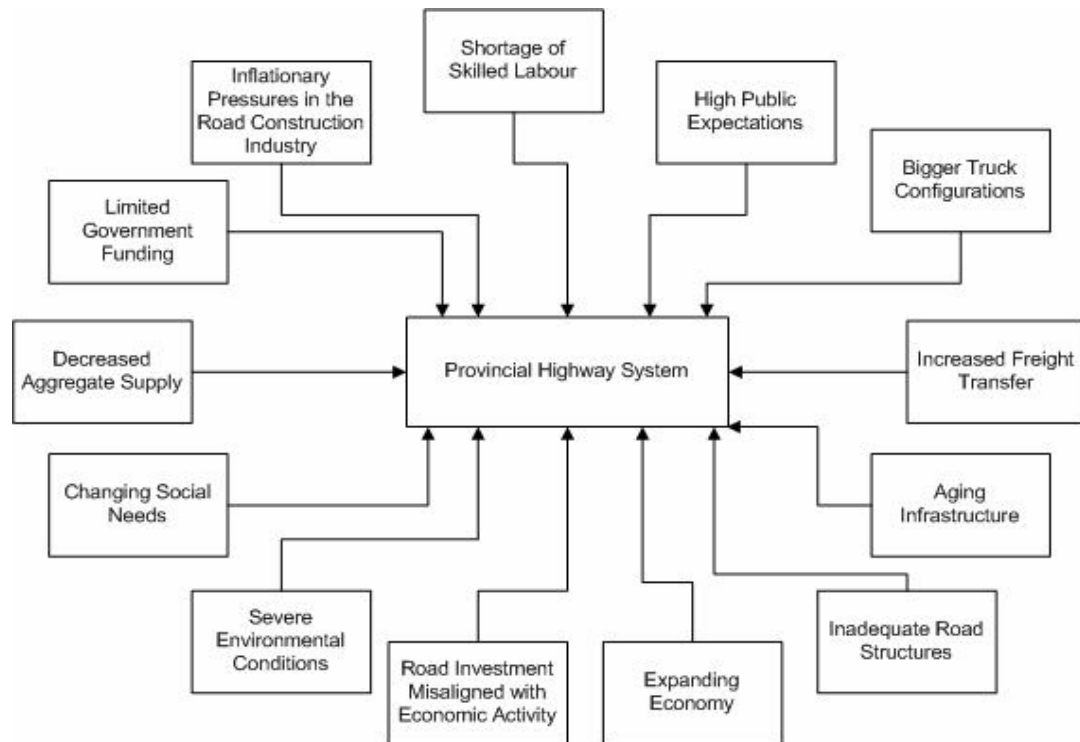 Shortage of
Skilled Labour
Inflationary
Pressures in the
Road Construction
Industry
High Public
Expectations
Bigger Truck
Configurations
Limited
Government
Funding
Decreased
Aggregate Supply
Provincial Highway System
Increased Freight
Transfer
Changing Social
Needs
Aging
Infrastructure
Severe
Environmental
Conditions
Inadequate Road
Structures
Road Investment
Misaligned with
Economic Activity
Expanding
Economy